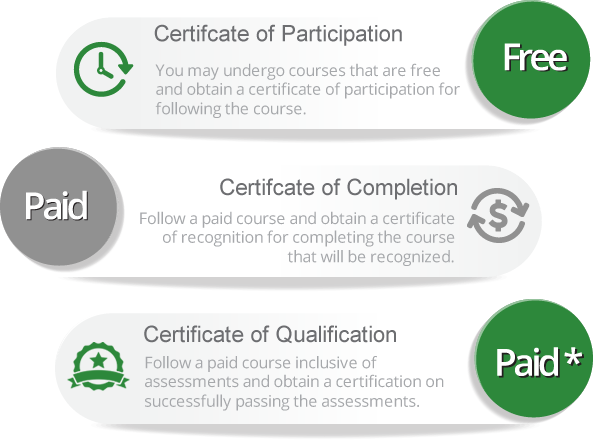 Certifcate of Participation
Free
You may undergo courses that are free
and obtain a certificate of participation for
following the course.
Paid
Certifcate of Completion
Follow a paid course and obtain a certificate
of recognition for completing the course
that will be recognized.
Certificate of Qualification
Paid *
Follow a paid course inclusive of
assessments and obtain a certification on
successfully passing the assessments.